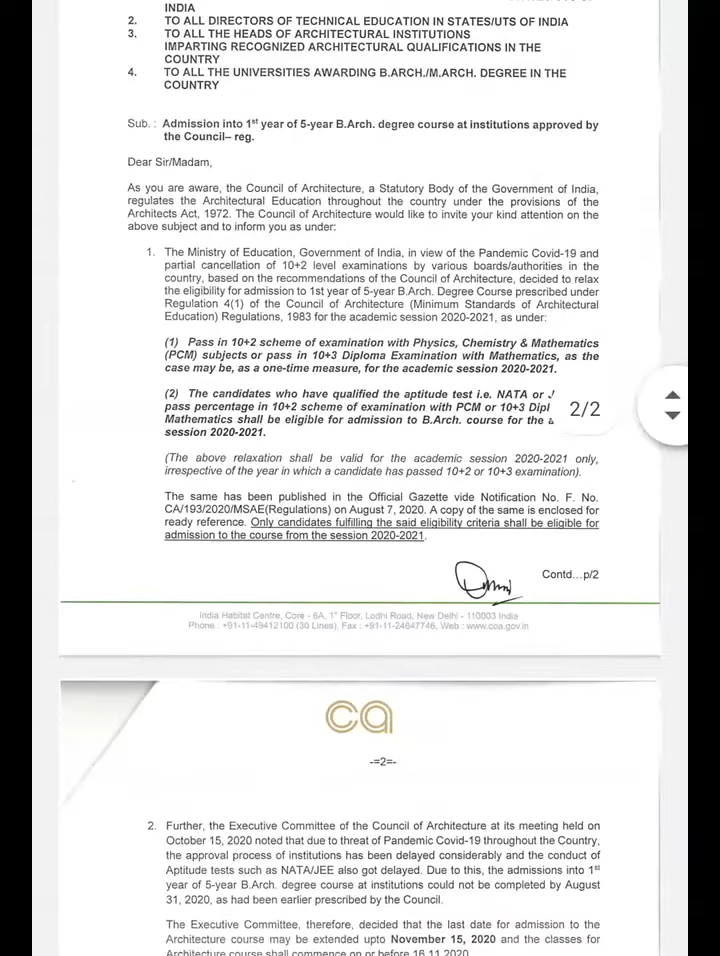 INDIA
2. TO ALL DIRECTORS OF TECHNICAL EDUCATION IN STATES/UTS OF INDIA
3. TO ALL THE HEADS OF ARCHITECTURAL INSTITUTIONS
IMPARTING RECOGNIZED ARCHITECTURAL QUALIFICATIONS IN THE
COUNTRY
4. TO ALL THE UNIVERSITIES AWARDING B.ARCH./M.ARCH. DEGREE IN THE
COUNTRY
Sub. : Admission into 1st year of 5-year B.Arch. degree course at institutions approved by
the Council– reg.
Dear Sir/Madam,
As you are aware, the Council of Architecture, a Statutory Body of the Government of India,
regulates the Architectural Education throughout the country under the provisions of the
Architects Act, 1972. The Council of Architecture would like to invite your kind attention on the
above subject and to inform you as under:
1. The Ministry of Education, Government of India, in view of the Pandemic Covid-19 and
partial cancellation of 10+2 level examinations by various boards/authorities in the
country, based on the recommendations of the Council of Architecture, decided to relax
the eligibility for admission to 1st year of 5-year B.Arch. Degree Course prescribed under
Regulation 4(1) of the Council of Architecture (Minimum Standards of Architectural
Education) Regulations, 1983 for the academic session 2020-2021, as under:
(1) Pass in 10+2 scheme of examination with Physics, Chemistry & Mathematics
(PCM) subjects or pass in 10+3 Diploma Examination with Mathematics, as the
case may be, as a one-time measure, for the academic session 2020-2021.
(2) The candidates who have qualified the aptitude test i.e. NATA or
pass percentage in 10+2 scheme of examination with PCM or 10+3 Dipl
2/2
Mathematics shall be eligible for admission to B.Arch. course for the
session 2020-2021.
(The above relaxation shall be valid for the academic session 2020-2021 only,
irrespective of the year in which a candidate has passed 10+2 or 10+3 examination).
The same has been published in the Official Gazette vide Notification No. F. No.
CA/193/2020/MSAE(Regulations) on August 7, 2020. A copy of the same is enclosed for
ready reference. Only candidates fulfilling the said eligibility criteria shall be eligible for
admission to the course from the session 2020-2021.
Contd...p/2
India Habitat Centre, Core - 6A, 1st Floor, Lodhi Road, New Delhi - 110003 India
Phone : +91-11-49412100 (30 Lines), Fax : +91-11-24647746, Web : www.coa.gov.in
ca
-=2=-
2. Further, the Executive Committee of the Council of Architecture at its meeting held on
October 15, 2020 noted that due to threat of Pandemic Covid-19 throughout the Country,
the approval process of institutions has been delayed considerably and the conduct of
Aptitude tests such as NATA/JEE also got delayed. Due to this, the admissions into 1st
year of 5-year B.Arch. degree course at institutions could not be completed by August
31, 2020, as had been earlier prescribed by the Council.
The Executive Committee, therefore, decided that the last date for admission to the
Architecture course may be extended upto November 15, 2020 and the classes for
Architecture course shall commence on or before 16.11.2020